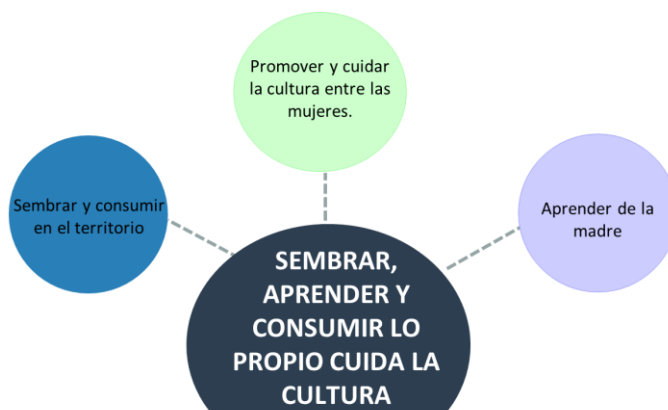 Promover y cuidar
la cultura entre las
mujeres.
Sembrar y consumir
en el territorio
Aprender de la
madre
SEMBRAR,
APRENDER Y
CONSUMIR LO
PROPIO CUIDA LA
CULTURA